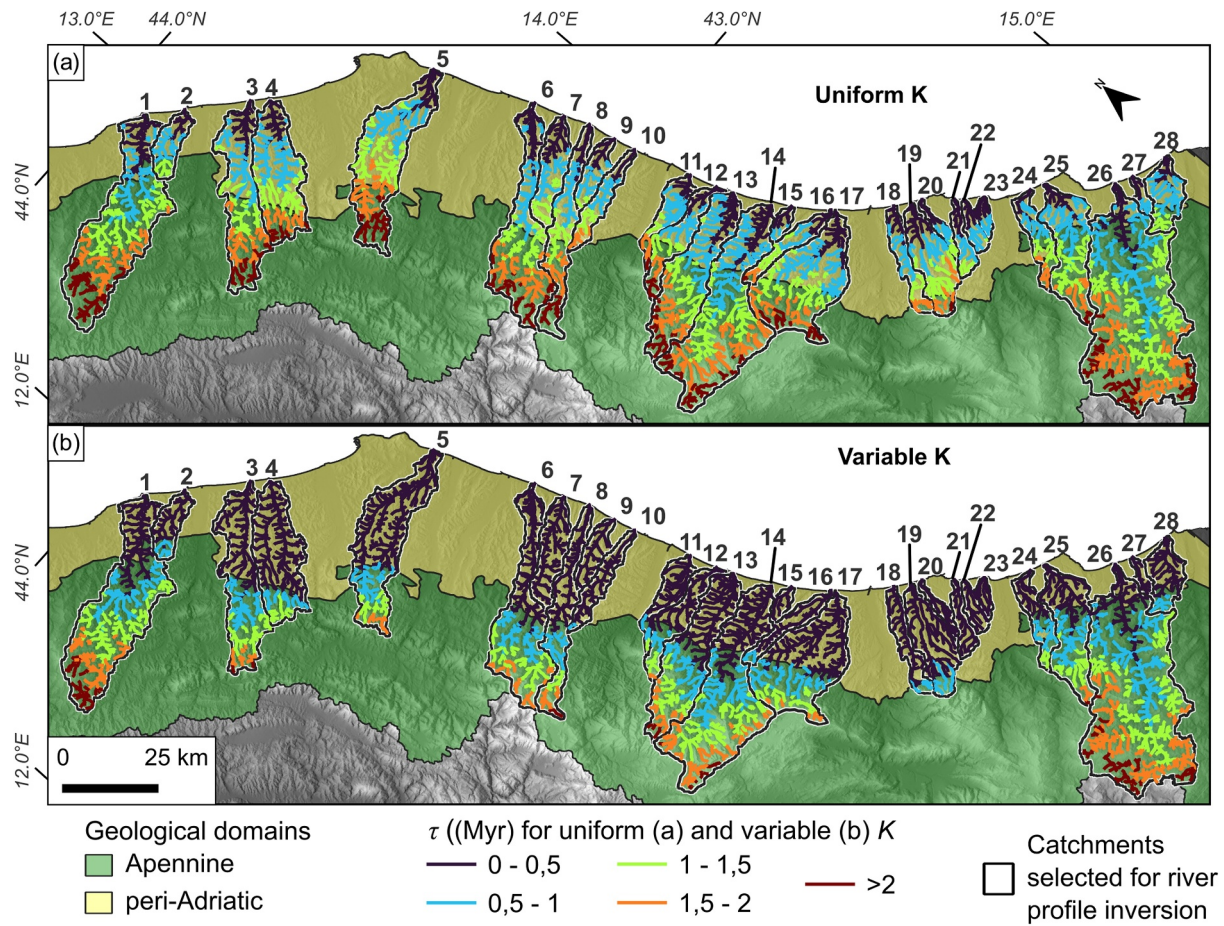 13.0°E 44.0°N 14.0°E 43.0°N 15.0°E
(a)
Uniform K
N
1 2 3 4 5 6 7 8 9 10 11 12 13 14 15 16 17 18 19 20 21 22 23 24 25 26 27 28
44.0°N
12.0°E
(b)
Variable K
1 2 3 4 5 6 7 8 9 10 11 12 13 14 15 16 17 18 19 20 21 22 23 24 25 26 27 28
44.0°N
12.0°E
0 25 km
Geological domains
Apennine
peri-Adriatic
τ ((Myr) for uniform (a) and variable (b) K
0 - 0,5
0,5 - 1
1 - 1,5
1,5 - 2
>2
Catchments
selected for river
profile inversion